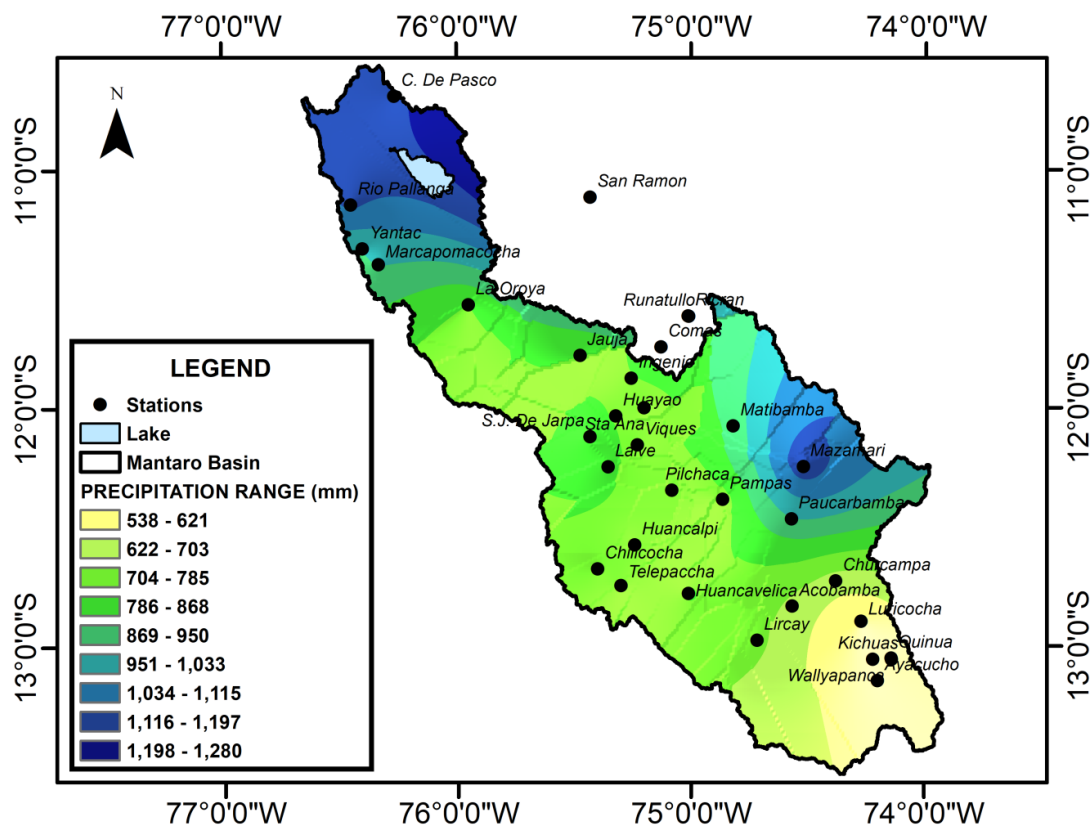 77°0'0"W 76°0'0"W 75°0'0"W 74°0'0"W
N
C. De Pasco
11°0'0"S
11°0'0"S
San Ramon
Rio Pallanga
Yantac
Marcapomacocha
La Oroya
RunatulloRicran
Comas
Jauja
Ingenio
Huayao
12°0'0"S
12°0'0"S
S.J. De Jarpa
Sta Ana
Viques
Matibamba
Laive
Mazamari
Pilchaca
Pampas
Paucarbamba
Huancalpi
Chilicocha
Telepaccha
Churcampa
Huancavelica
Acobamba
Lircay
Luricocha
13°0'0"S
13°0'0"S
Kichuas
Quinua
Wallyapanca
Ayacucho
LEGEND
Stations
Lake
Mantaro Basin
PRECIPITATION RANGE (mm)
538 - 621
622 - 703
704 - 785
786 - 868
869 - 950
951 - 1,033
1,034 - 1,115
1,116 - 1,197
1,198 - 1,280
77°0'0"W 76°0'0"W 75°0'0"W 74°0'0"W